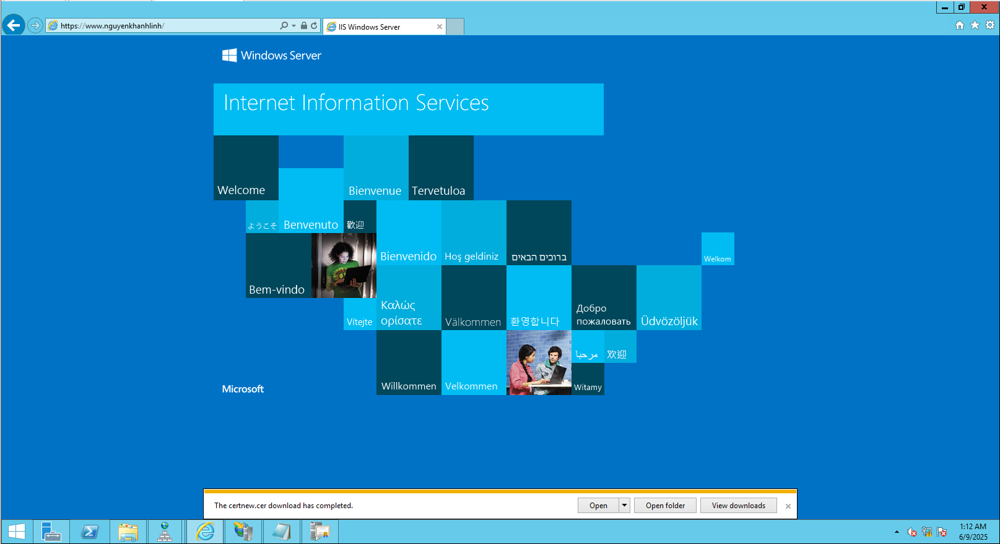 https://www.nguyenkhanhlinh/
IIS Windows Server
Windows Server
Internet Information Services
Welcome
Bienvenue
Tervetuloa
ようこそ
Benvenuto
歡迎
Bienvenido
Hoş geldiniz
ברוכים הבאים
Welkom
Bem-vindo
Vítejte
Καλώς
ορίσατε
Välkommen
환영합니다
Добро
пожаловать
Üdvözöljük
Microsoft
Willkommen
Velkommen
مرحبا
欢迎
Witamy
The certnew.cer download has completed.
Open
Open folder
View downloads
1:12 AM
6/9/2025